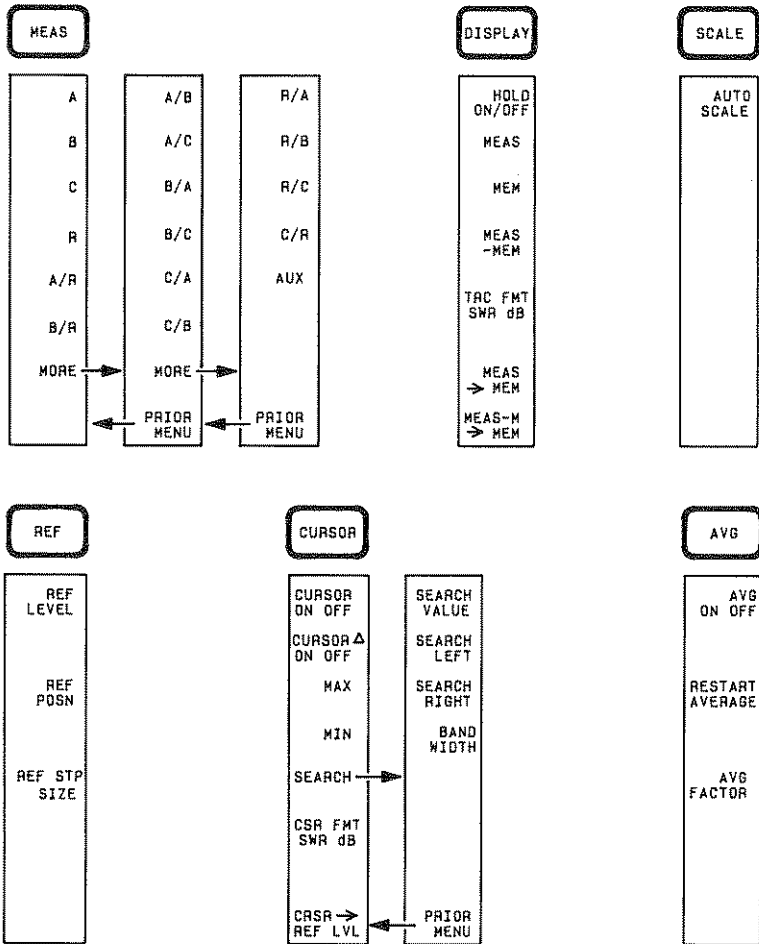 MEAS
A
B
C
R
A/R
B/R
MORE
A/B
A/C
B/A
B/C
C/A
C/B
MORE
PRIOR
MENU
R/A
R/B
R/C
C/R
AUX
PRIOR
MENU
DISPLAY
HOLD
ON/OFF
MEAS
MEM
MEAS
-MEM
TRC FMT
SWR dB
MEAS
→ MEM
MEAS-M
→ MEM
SCALE
AUTO
SCALE
REF
REF
LEVEL
REF
POSN
REF STP
SIZE
CURSOR
CURSOR
ON OFF
CURSOR Δ
ON OFF
MAX
MIN
SEARCH
CSR FMT
SWR dB
CRSR →
REF LVL
SEARCH
VALUE
SEARCH
LEFT
SEARCH
RIGHT
BAND
WIDTH
PRIOR
MENU
AVG
AVG
ON OFF
RESTART
AVERAGE
AVG
FACTOR